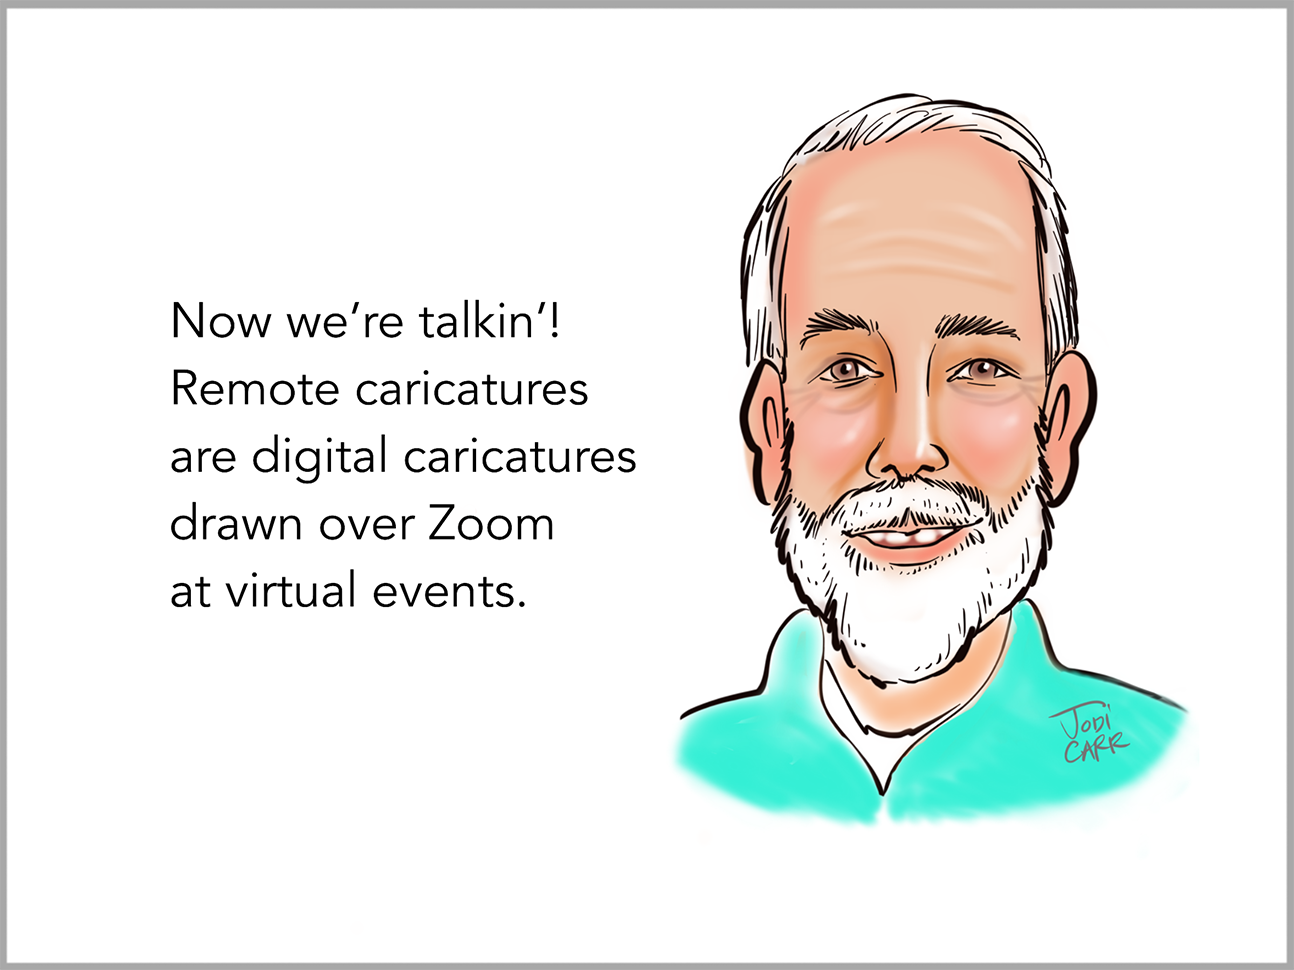 Now we’re talkin’!
Remote caricatures
are digital caricatures
drawn over Zoom
at virtual events.
JODI
CARR